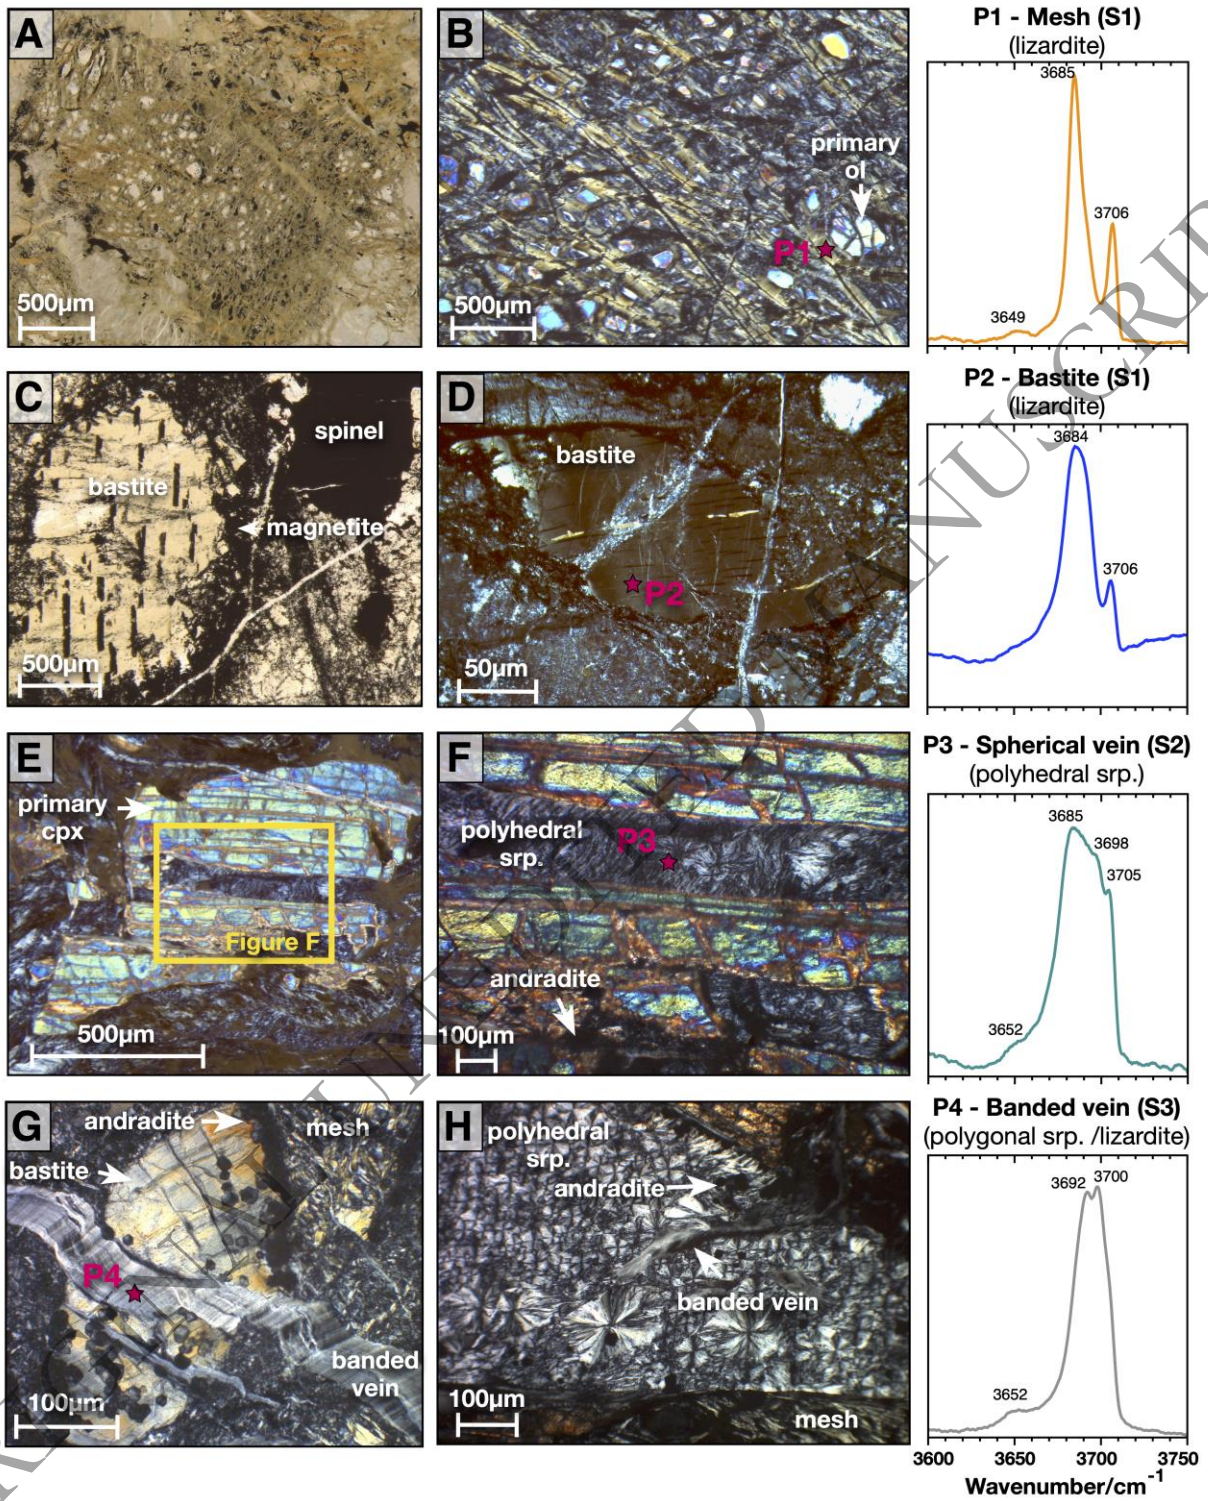 A
500µm
B
primary
ol
P1
500µm
P1 - Mesh (S1)
(lizardite)
3685
3706
3649
C
spinel
bastite
magnetite
500µm
D
bastite
P2
50µm
P2 - Bastite (S1)
(lizardite)
3684
3706
E
primary
cpx
Figure F
500µm
F
polyhedral
srp.
P3
andradite
100µm
P3 - Spherical vein (S2)
(polyhedral srp.)
3685
3698
3705
3652
G
andradite
mesh
bastite
P4
banded
vein
100µm
H
polyhedral
srp.
andradite
banded vein
100µm
mesh
P4 - Banded vein (S3)
(polygonal srp. /lizardite)
3692 3700
3652
3600 3650 3700 3750
Wavenumber/cm-1
ORIGINAL UNEDITED MANUSCRIP